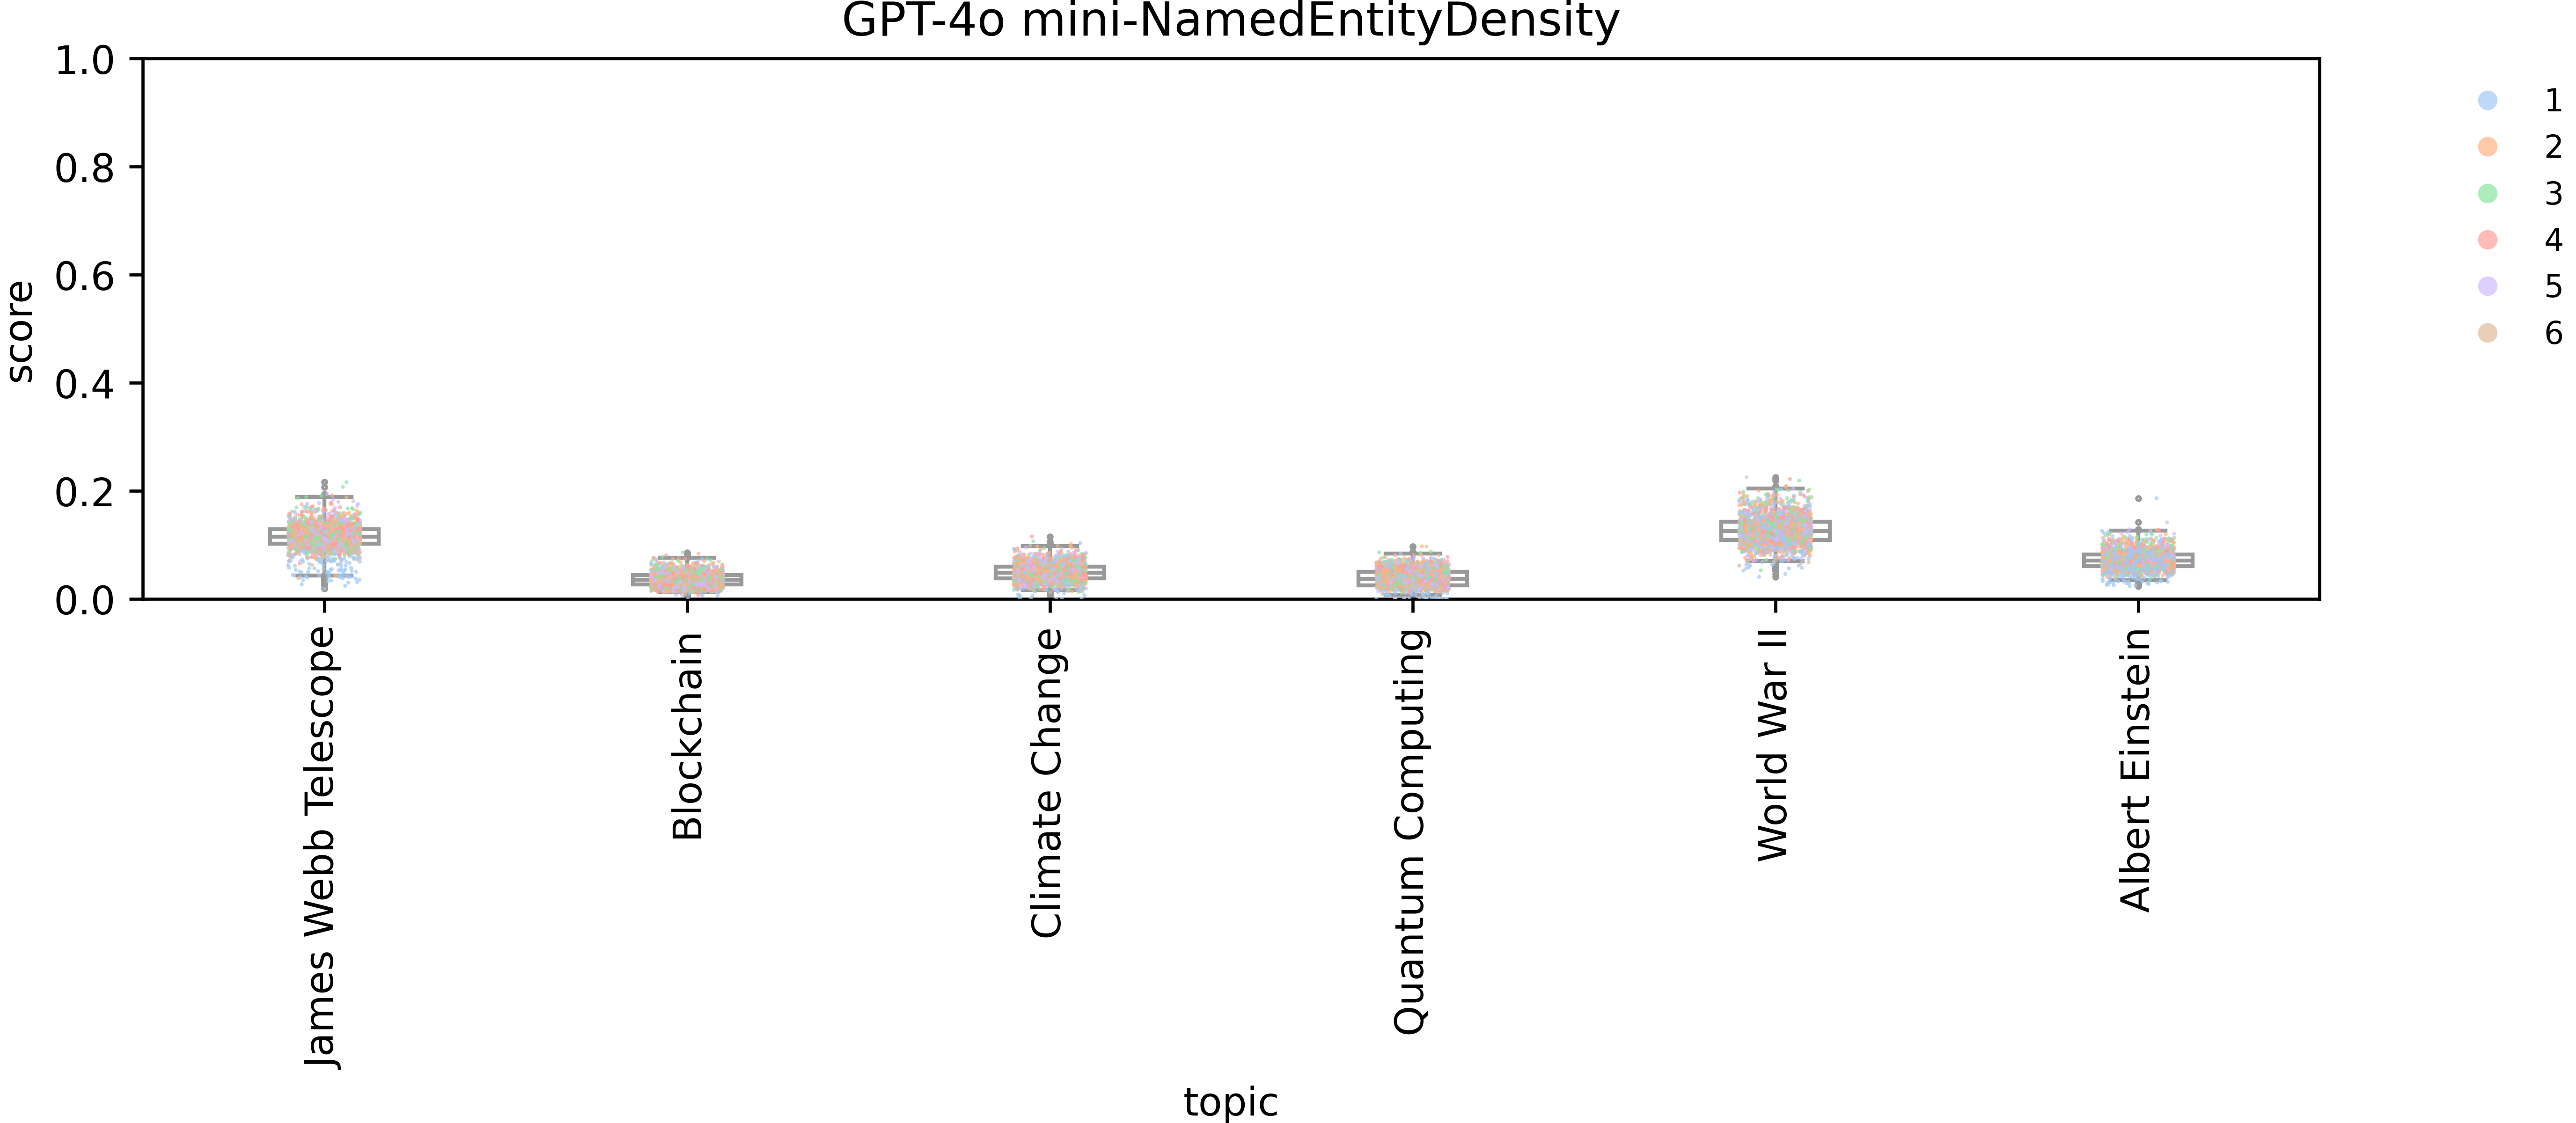 GPT-4o mini-NamedEntityDensity
1.0
0.8
0.6
0.4
0.2
0.0
score
James Webb Telescope
Blockchain
Climate Change
Quantum Computing
World War II
Albert Einstein
topic
1
2
3
4
5
6